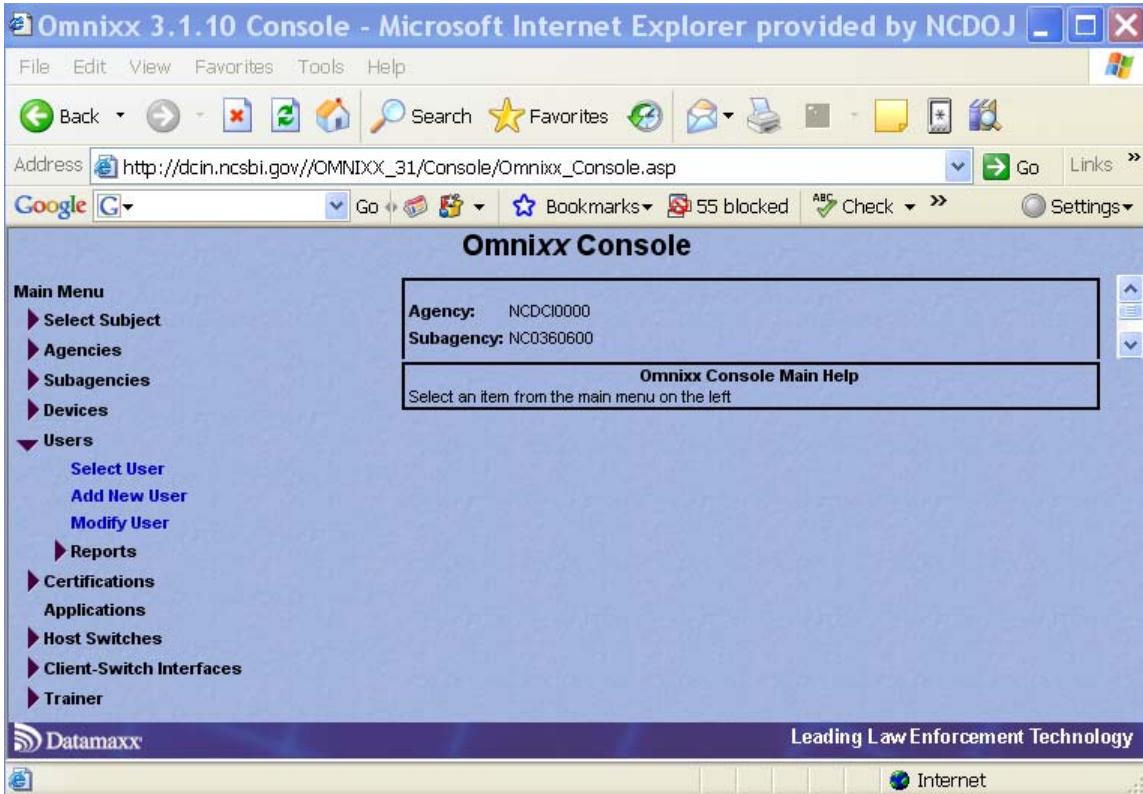 Omnixx 3.1.10 Console - Microsoft Internet Explorer provided by NCDOJ
File Edit View Favorites Tools Help
Back Search Favorites
Address http://dcin.ncsbi.gov//OMNIXX_31/Console/Omnixx_Console.asp Go Links »
Google G Go Bookmarks 55 blocked ABC Check » Settings
Omnixx Console
Main Menu
Select Subject
Agencies
Subagencies
Devices
Users
Select User
Add New User
Modify User
Reports
Certifications
Applications
Host Switches
Client-Switch Interfaces
Trainer
Agency: NCDCI0000
Subagency: NC0360600
Omnixx Console Main Help
Select an item from the main menu on the left
Datamaxx Leading Law Enforcement Technology
Internet